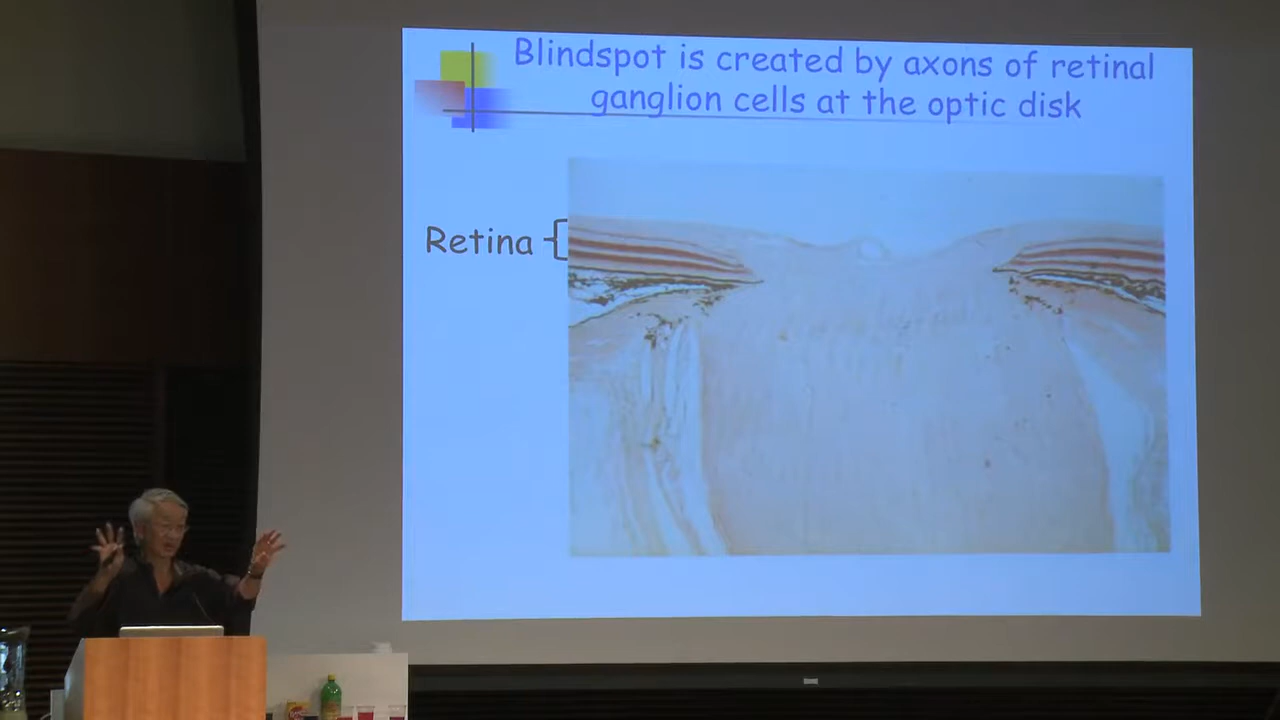 Blindspot is created by axons of retinal
ganglion cells at the optic disk
Retina